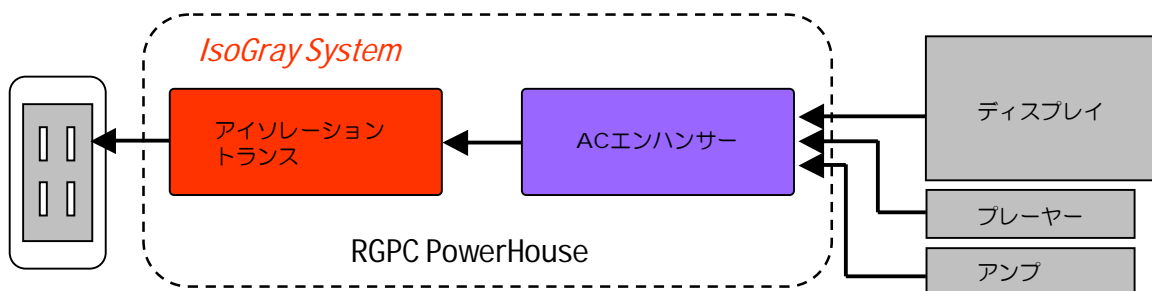 IsoGray System
アイソレーション
トランス
ACエンハンサー
ディスプレイ
プレーヤー
アンプ
RGPC PowerHouse